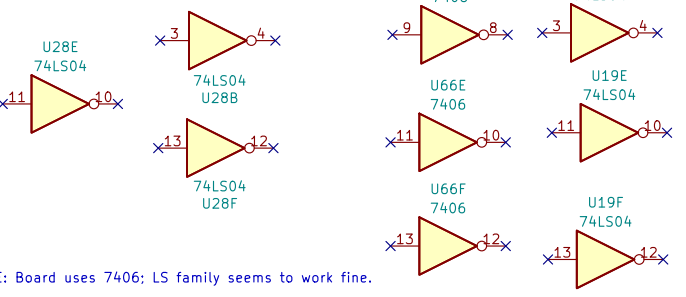 3 4
74LS04
U28B
U28E
74LS04
11 10
13 12
74LS04
U28F
9 8
U66E
7406
11 10
U66F
7406
13 12
3 4
U19E
74LS04
11 10
U19F
74LS04
13 12
: Board uses 7406; LS family seems to work fine.